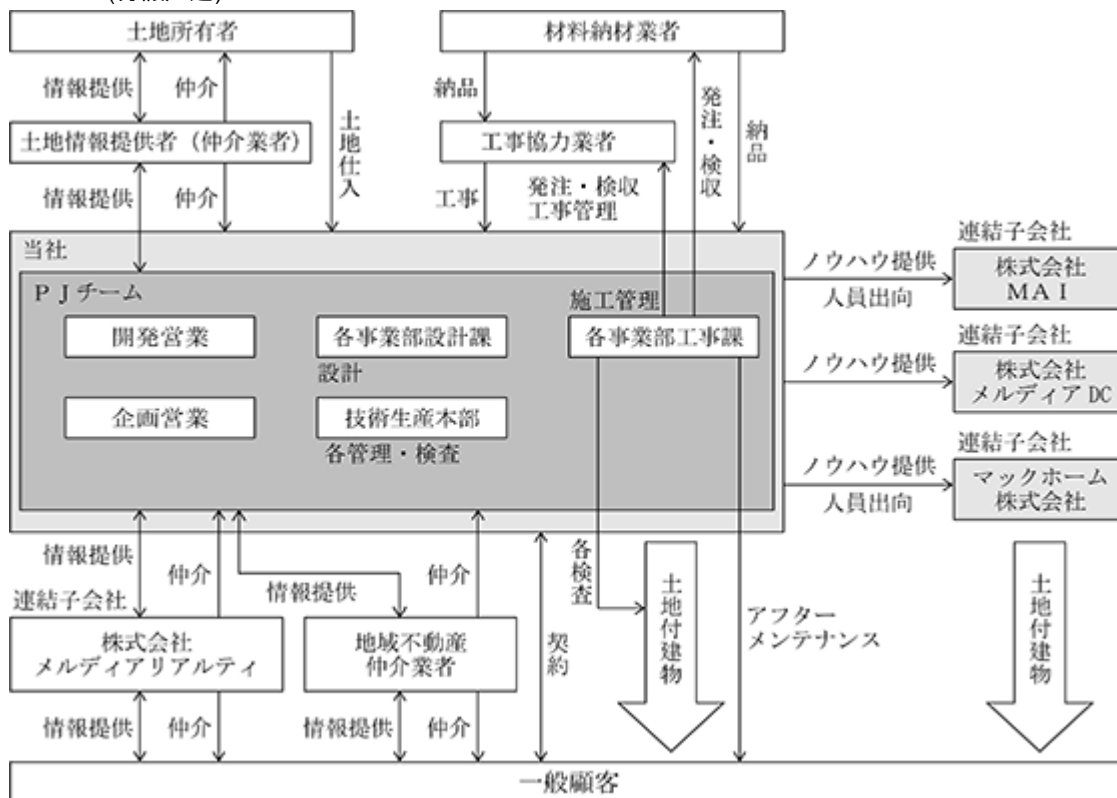 土地所有者
材料納材業者
情報提供
仲介
土地仕入
納品
発注・検収
納品
土地情報提供者（仲介業者）
工事協力業者
情報提供
仲介
工事
発注・検収
工事管理
当社
PJチーム
開発営業
各事業部設計課
設計
施工管理
各事業部工事課
企画営業
技術生産本部
各管理・検査
ノウハウ提供
人員出向
連結子会社
株式会社
MAI
ノウハウ提供
連結子会社
株式会社
メルディアDC
ノウハウ提供
人員出向
連結子会社
マックホーム
株式会社
情報提供
仲介
情報提供
仲介
契約
各検査
土地付建物
アフター
メンテナンス
土地付建物
連結子会社
株式会社
メルディアリアルティ
地域不動産
仲介業者
情報提供
仲介
情報提供
仲介
一般顧客